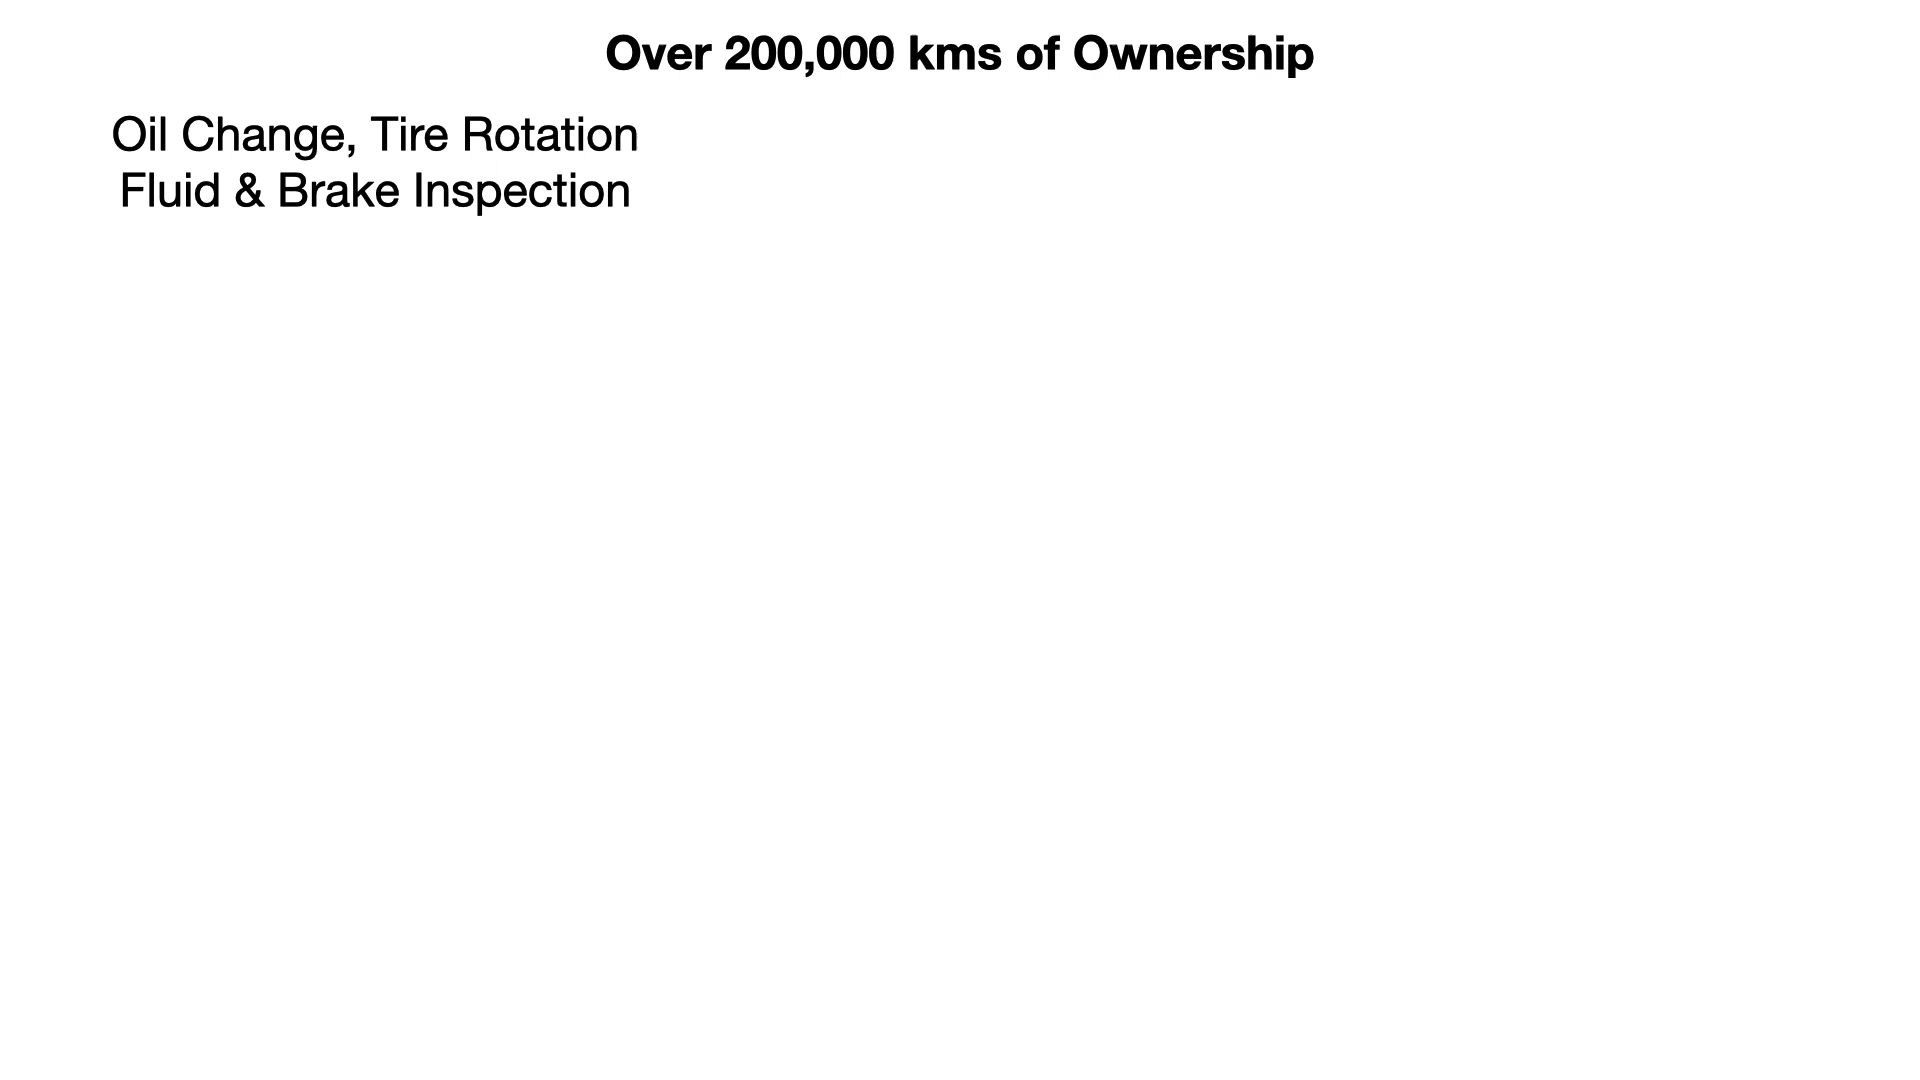 Over 200,000 kms of Ownership
Oil Change, Tire Rotation
Fluid & Brake Inspection